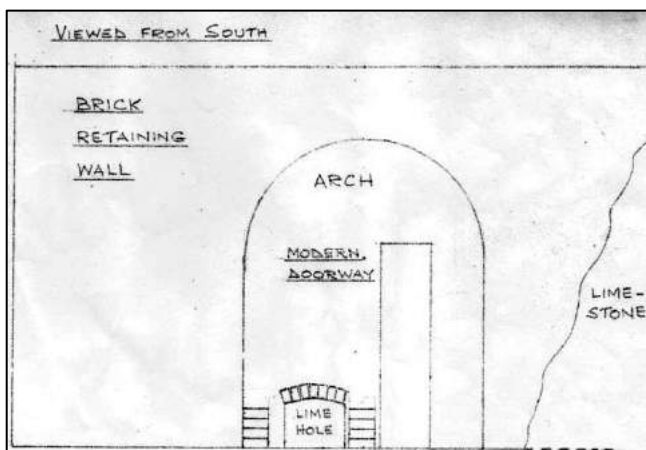 VIEWED FROM SOUTH
BRICK
RETAINING
WALL
ARCH
MODERN
DOORWAY
LIME-
STONE
LIME
HOLE